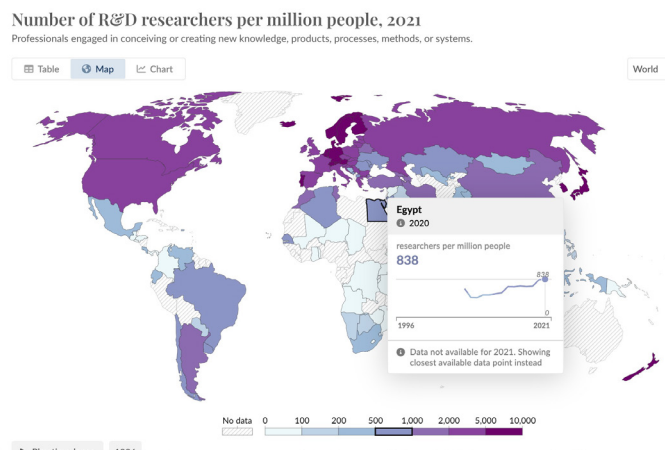 Number of R&D researchers per million people, 2021
Professionals engaged in conceiving or creating new knowledge, products, processes, methods, or systems.
Table Map Chart World
Egypt
2020
researchers per million people
838
838
0
1996 2021
Data not available for 2021. Showing
closest available data point instead
No data 0 100 200 500 1,000 2,000 5,000 10,000